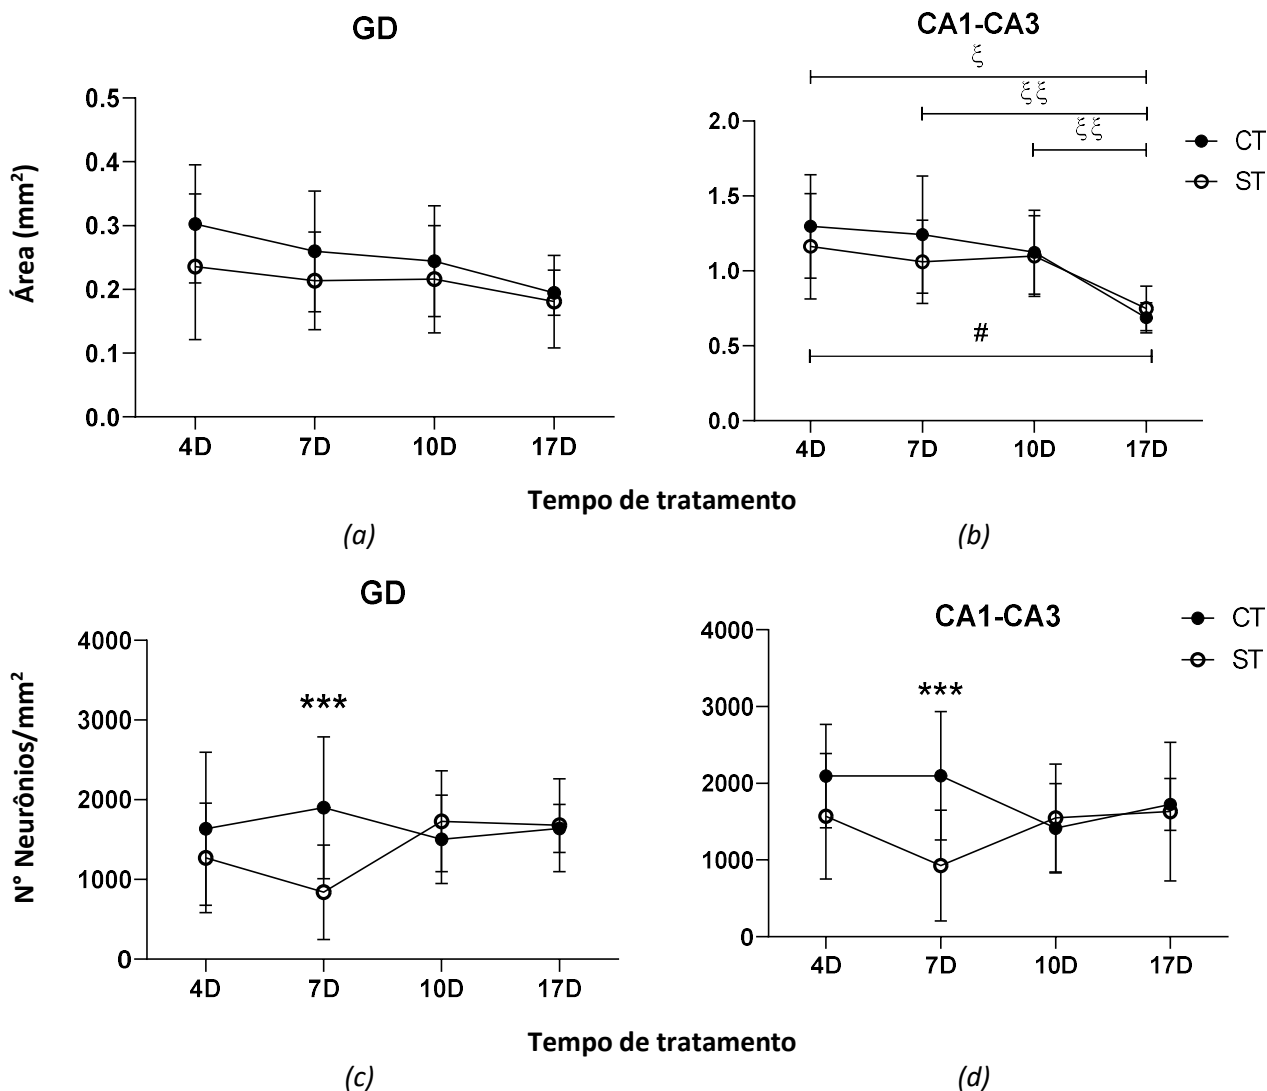 GD
Área (mm²)
0.5
0.4
0.3
0.2
0.1
0.0
4D 7D 10D 17D
CA1-CA3
ξ
ξξ
ξξ
2.0
1.5
1.0
0.5
0.0
#
4D 7D 10D 17D
CT
ST
Tempo de tratamento
(a) (b)
GD
N° Neurônios/mm²
4000
3000
2000
1000
0
***
4D 7D 10D 17D
CA1-CA3
4000
3000
2000
1000
0
***
4D 7D 10D 17D
CT
ST
Tempo de tratamento
(c) (d)